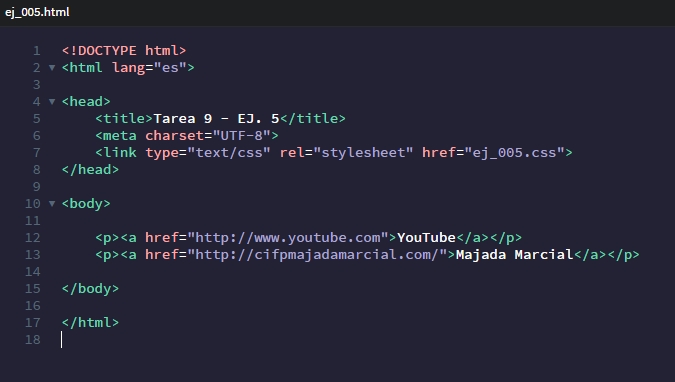 ej_005.html
1 <!DOCTYPE html>
2 <html lang="es">
3
4 <head>
5     <title>Tarea 9 - EJ. 5</title>
6     <meta charset="UTF-8">
7     <link type="text/css" rel="stylesheet" href="ej_005.css">
8 </head>
9
10 <body>
11
12     <p><a href="http://www.youtube.com">YouTube</a></p>
13     <p><a href="http://cifpmajadamarcial.com/">Majada Marcial</a></p>
14
15 </body>
16
17 </html>
18